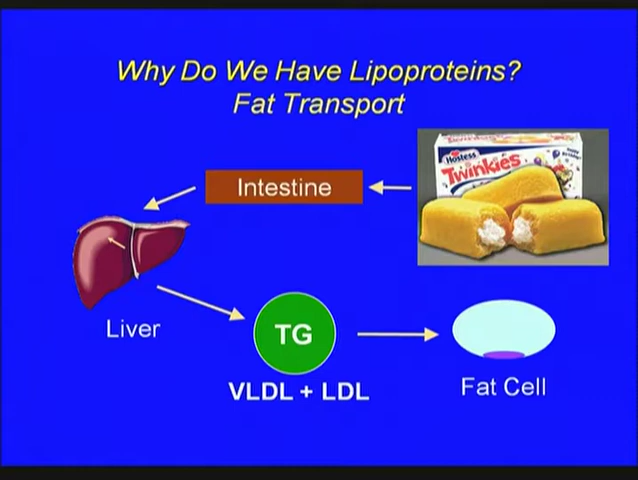 Why Do We Have Lipoproteins?
Fat Transport
Hostess
Twinkies
Intestine
Liver
TG
VLDL + LDL
Fat Cell